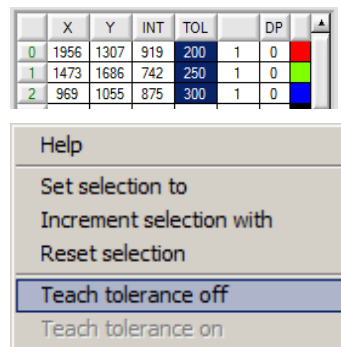 X Y INT TOL DP
0 1956 1307 919 200 1 0
1 1473 1686 742 250 1 0
2 969 1055 875 300 1 0
Help
Set selection to
Increment selection with
Reset selection
Teach tolerance off
Teach tolerance on